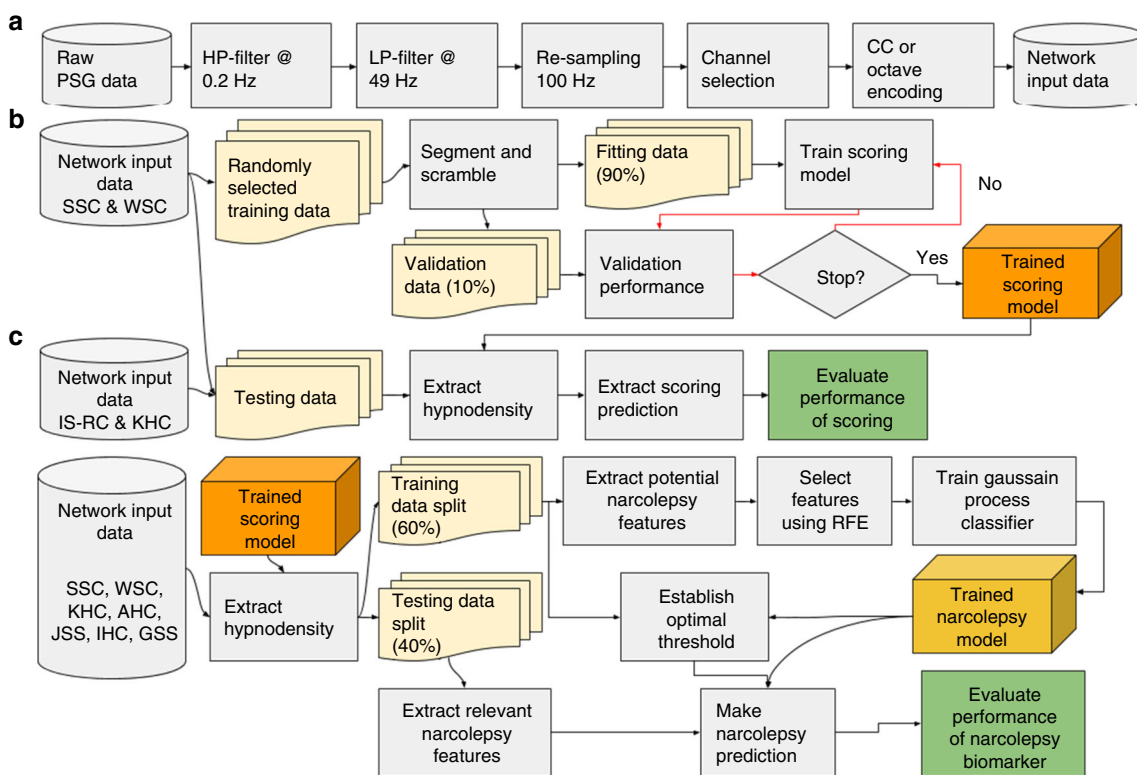 a
Raw
PSG data
HP-filter @
0.2 Hz
LP-filter @
49 Hz
Re-sampling
100 Hz
Channel
selection
CC or
octave
encoding
Network
input data
b
Network input
data
SSC & WSC
Randomly
selected
training data
Segment and
scramble
Fitting data
(90%)
Train scoring
model
No
Validation
data (10%)
Validation
performance
Stop?
Yes
Trained
scoring
model
c
Network input
data
IS-RC & KHC
Testing data
Extract
hypnodensity
Extract scoring
prediction
Evaluate
performance
of scoring
Network input
data
SSC, WSC,
KHC, AHC,
JSS, IHC, GSS
Trained
scoring
model
Extract
hypnodensity
Training
data split
(60%)
Testing data
split
(40%)
Extract potential
narcolepsy
features
Select
features
using RFE
Train gaussain
process
classifier
Establish
optimal
threshold
Trained
narcolepsy
model
Extract relevant
narcolepsy
features
Make
narcolepsy
prediction
Evaluate
performance
of narcolepsy
biomarker